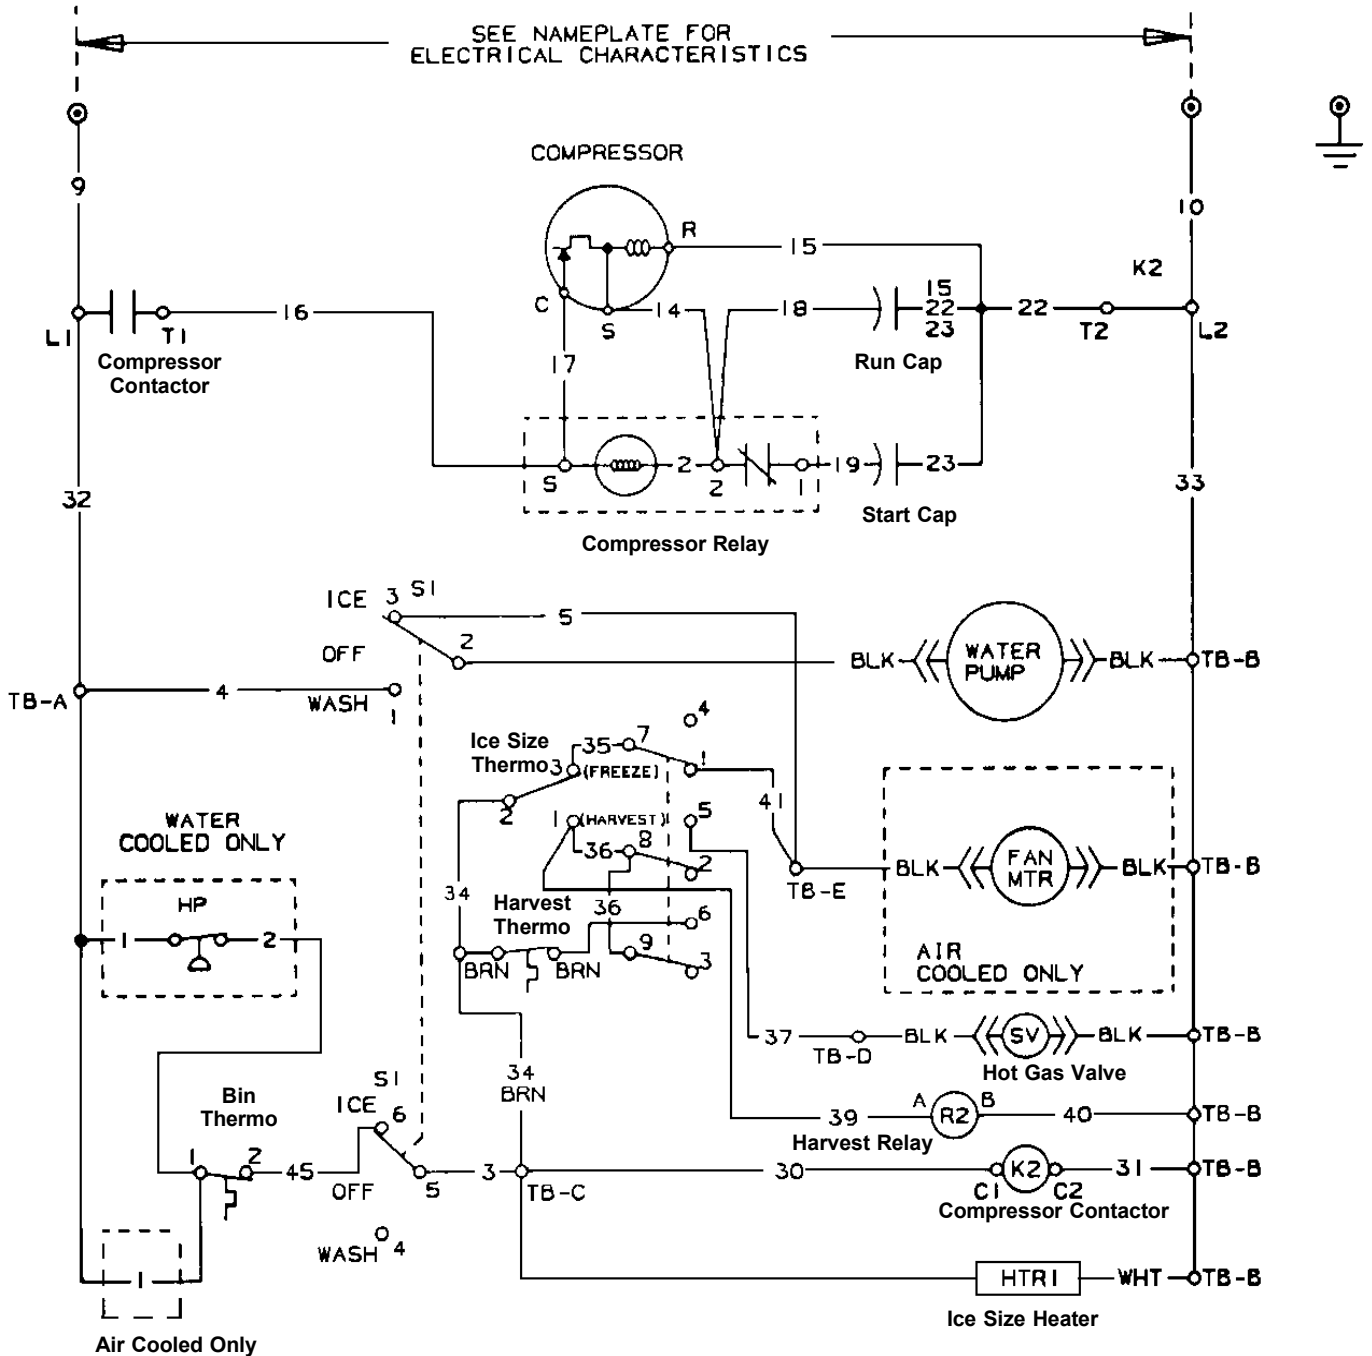 SEE NAMEPLATE FOR
ELECTRICAL CHARACTERISTICS
COMPRESSOR
9
10
R
15
K2
C
S
14
18
15
22
23
22
L1
T1
16
T2
L2
Compressor
Contactor
17
Run Cap
32
S
2
2
1
19
23
33
Start Cap
Compressor Relay
ICE 3 S1
5
OFF
2
BLK
WATER
PUMP
BLK
TB-B
TB-A
4
WASH
1
4
Ice Size
Thermo
35
7
3
(FREEZE)
1
2
41
1
(HARVEST)
5
WATER
COOLED ONLY
36
8
2
BLK
FAN
MTR
BLK
TB-B
TB-E
34
HP
Harvest
Thermo
36
6
1
2
9
3
BRN
BRN
AIR
COOLED ONLY
37
TB-D
BLK
SV
BLK
TB-B
Hot Gas Valve
34
BRN
S1
Bin
Thermo
ICE
6
39
A
R2
B
40
TB-B
Harvest Relay
1
2
45
OFF
5
3
TB-C
30
C1
K2
C2
31
TB-B
Compressor Contactor
WASH
4
1
HTR1
WHT
TB-B
Ice Size Heater
Air Cooled Only